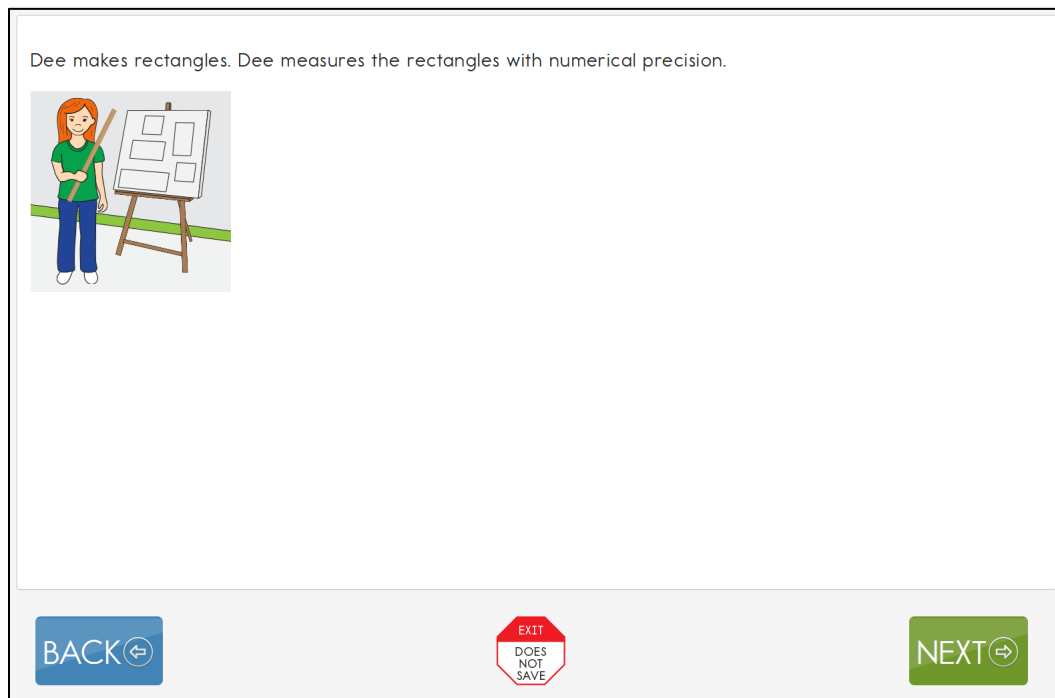 Dee makes rectangles. Dee measures the rectangles with numerical precision.
BACK
EXIT
DOES
NOT
SAVE
NEXT